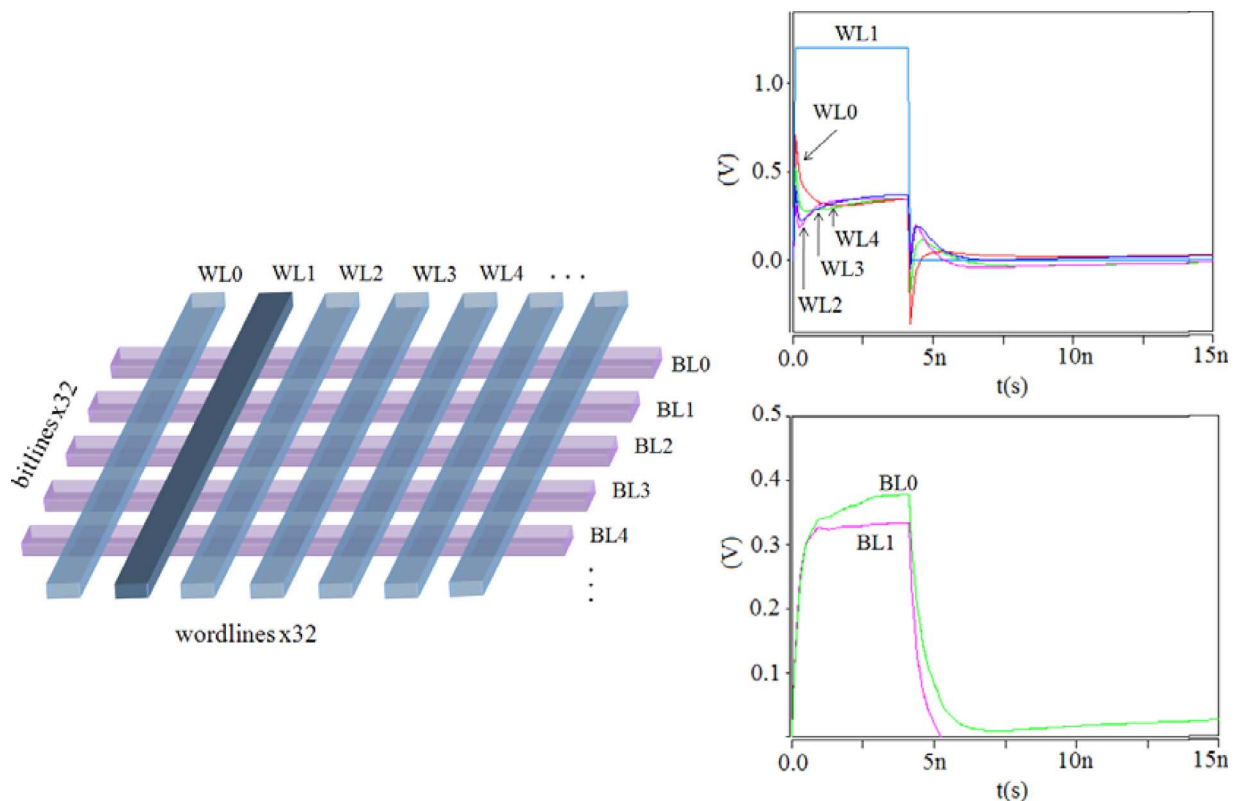 WL0 WL1 WL2 WL3 WL4 . . .
BL0
BL1
BL2
BL3
BL4
. . .
bitlines x32
wordlines x32
WL1
WL0
WL4
WL3
WL2
(V)
1.0
0.5
0.0
0.0 5n 10n 15n
t(s)
BL0
BL1
(V)
0.5
0.4
0.3
0.2
0.1
0.0 5n 10n 15n
t(s)